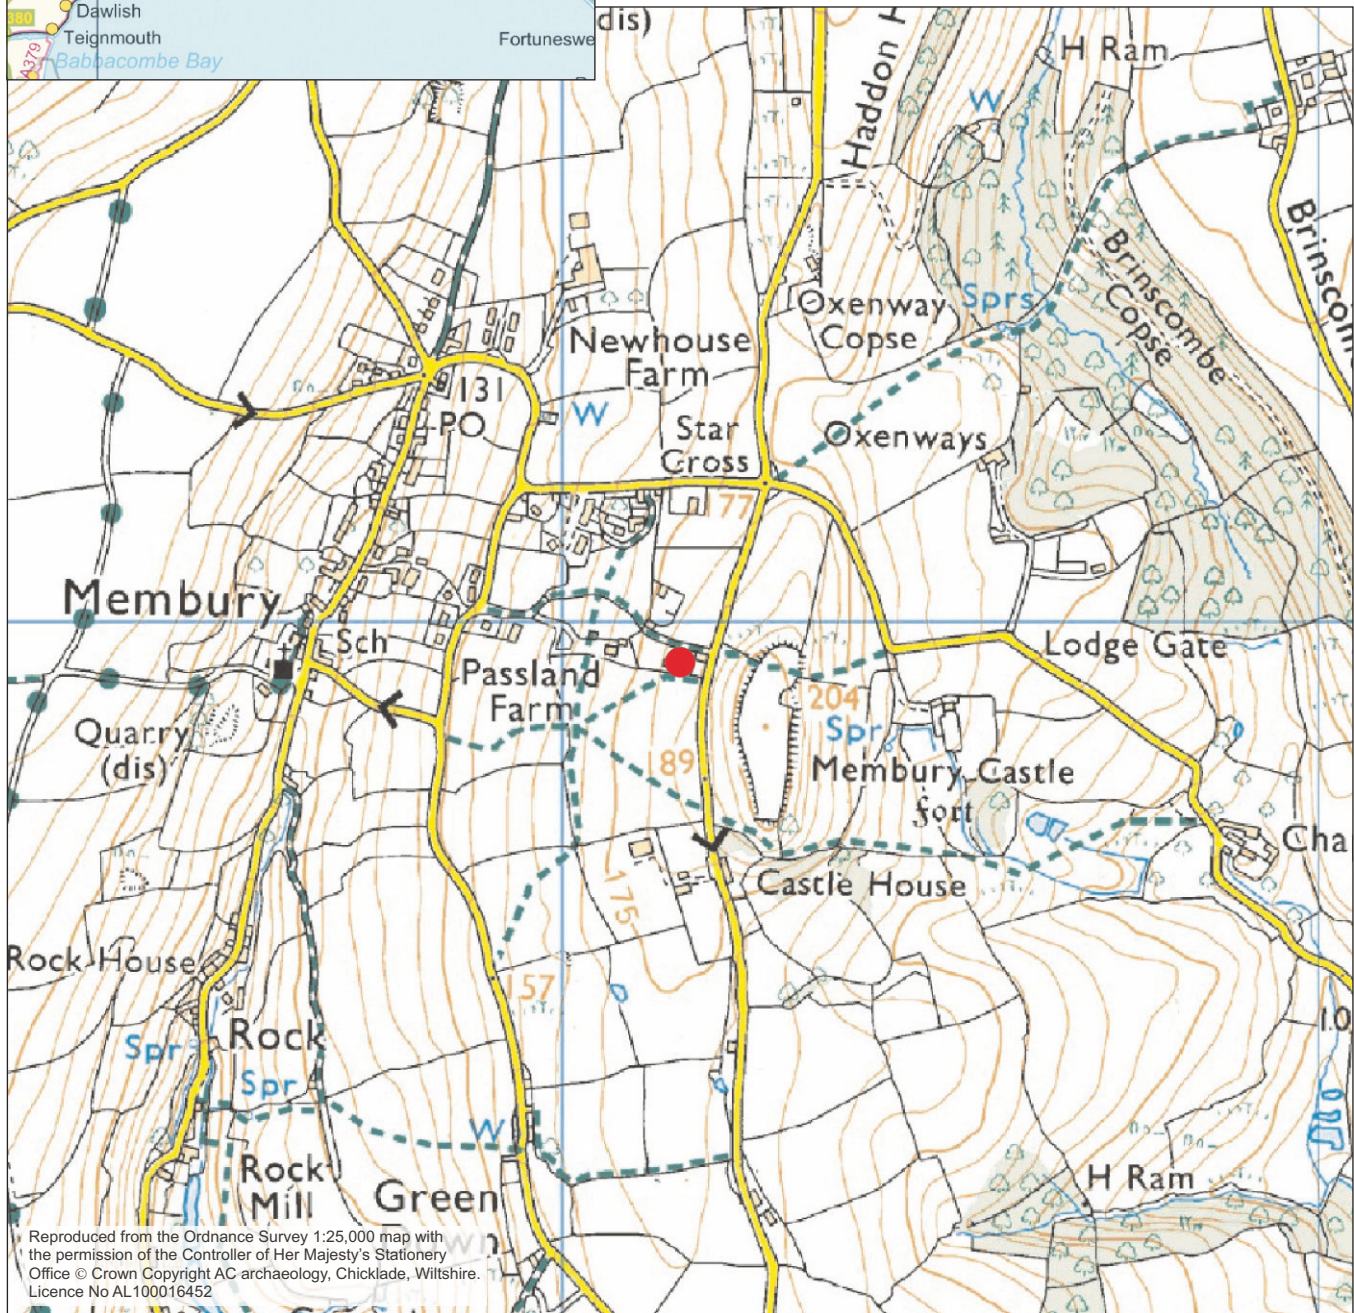 380
Dawlish
Teignmouth
A379
Babbacombe Bay
Fortuneswe
dis)
Haddon H
H Ram
W
Brinscom
Brinscombe
Copse
Sprs
Oxenway
Copse
Newhouse
Farm
131
PO
W
Star
Cross
Oxenways
177
Membury
Sch
Lodge Gate
Passland
Farm
204
Spr
Quarry
(dis)
189
Membury Castle
fort
Cha
Castle House
175
Rock House
157
10
Rock
Spr
Spr
W
Rock
Mill
Green
H Ram
Reproduced from the Ordnance Survey 1:25,000 map with
the permission of the Controller of Her Majesty's Stationery
Office © Crown Copyright AC archaeology, Chicklade, Wiltshire.
Licence No AL100016452